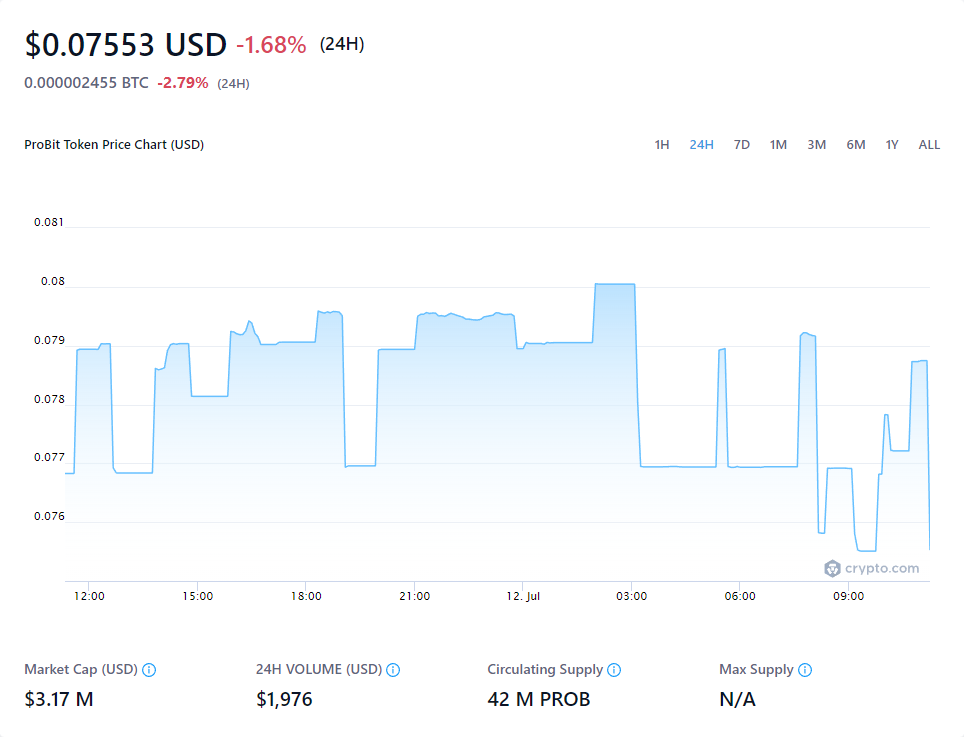 $0.07553 USD -1.68% (24H)
0.000002455 BTC -2.79% (24H)
ProBit Token Price Chart (USD) 1H 24H 7D 1M 3M 6M 1Y ALL
0.081
0.08
0.079
0.078
0.077
0.076
crypto.com
12:00 15:00 18:00 21:00 12. Jul 03:00 06:00 09:00
Market Cap (USD) 24H VOLUME (USD) Circulating Supply Max Supply
$3.17 M $1,976 42 M PROB N/A